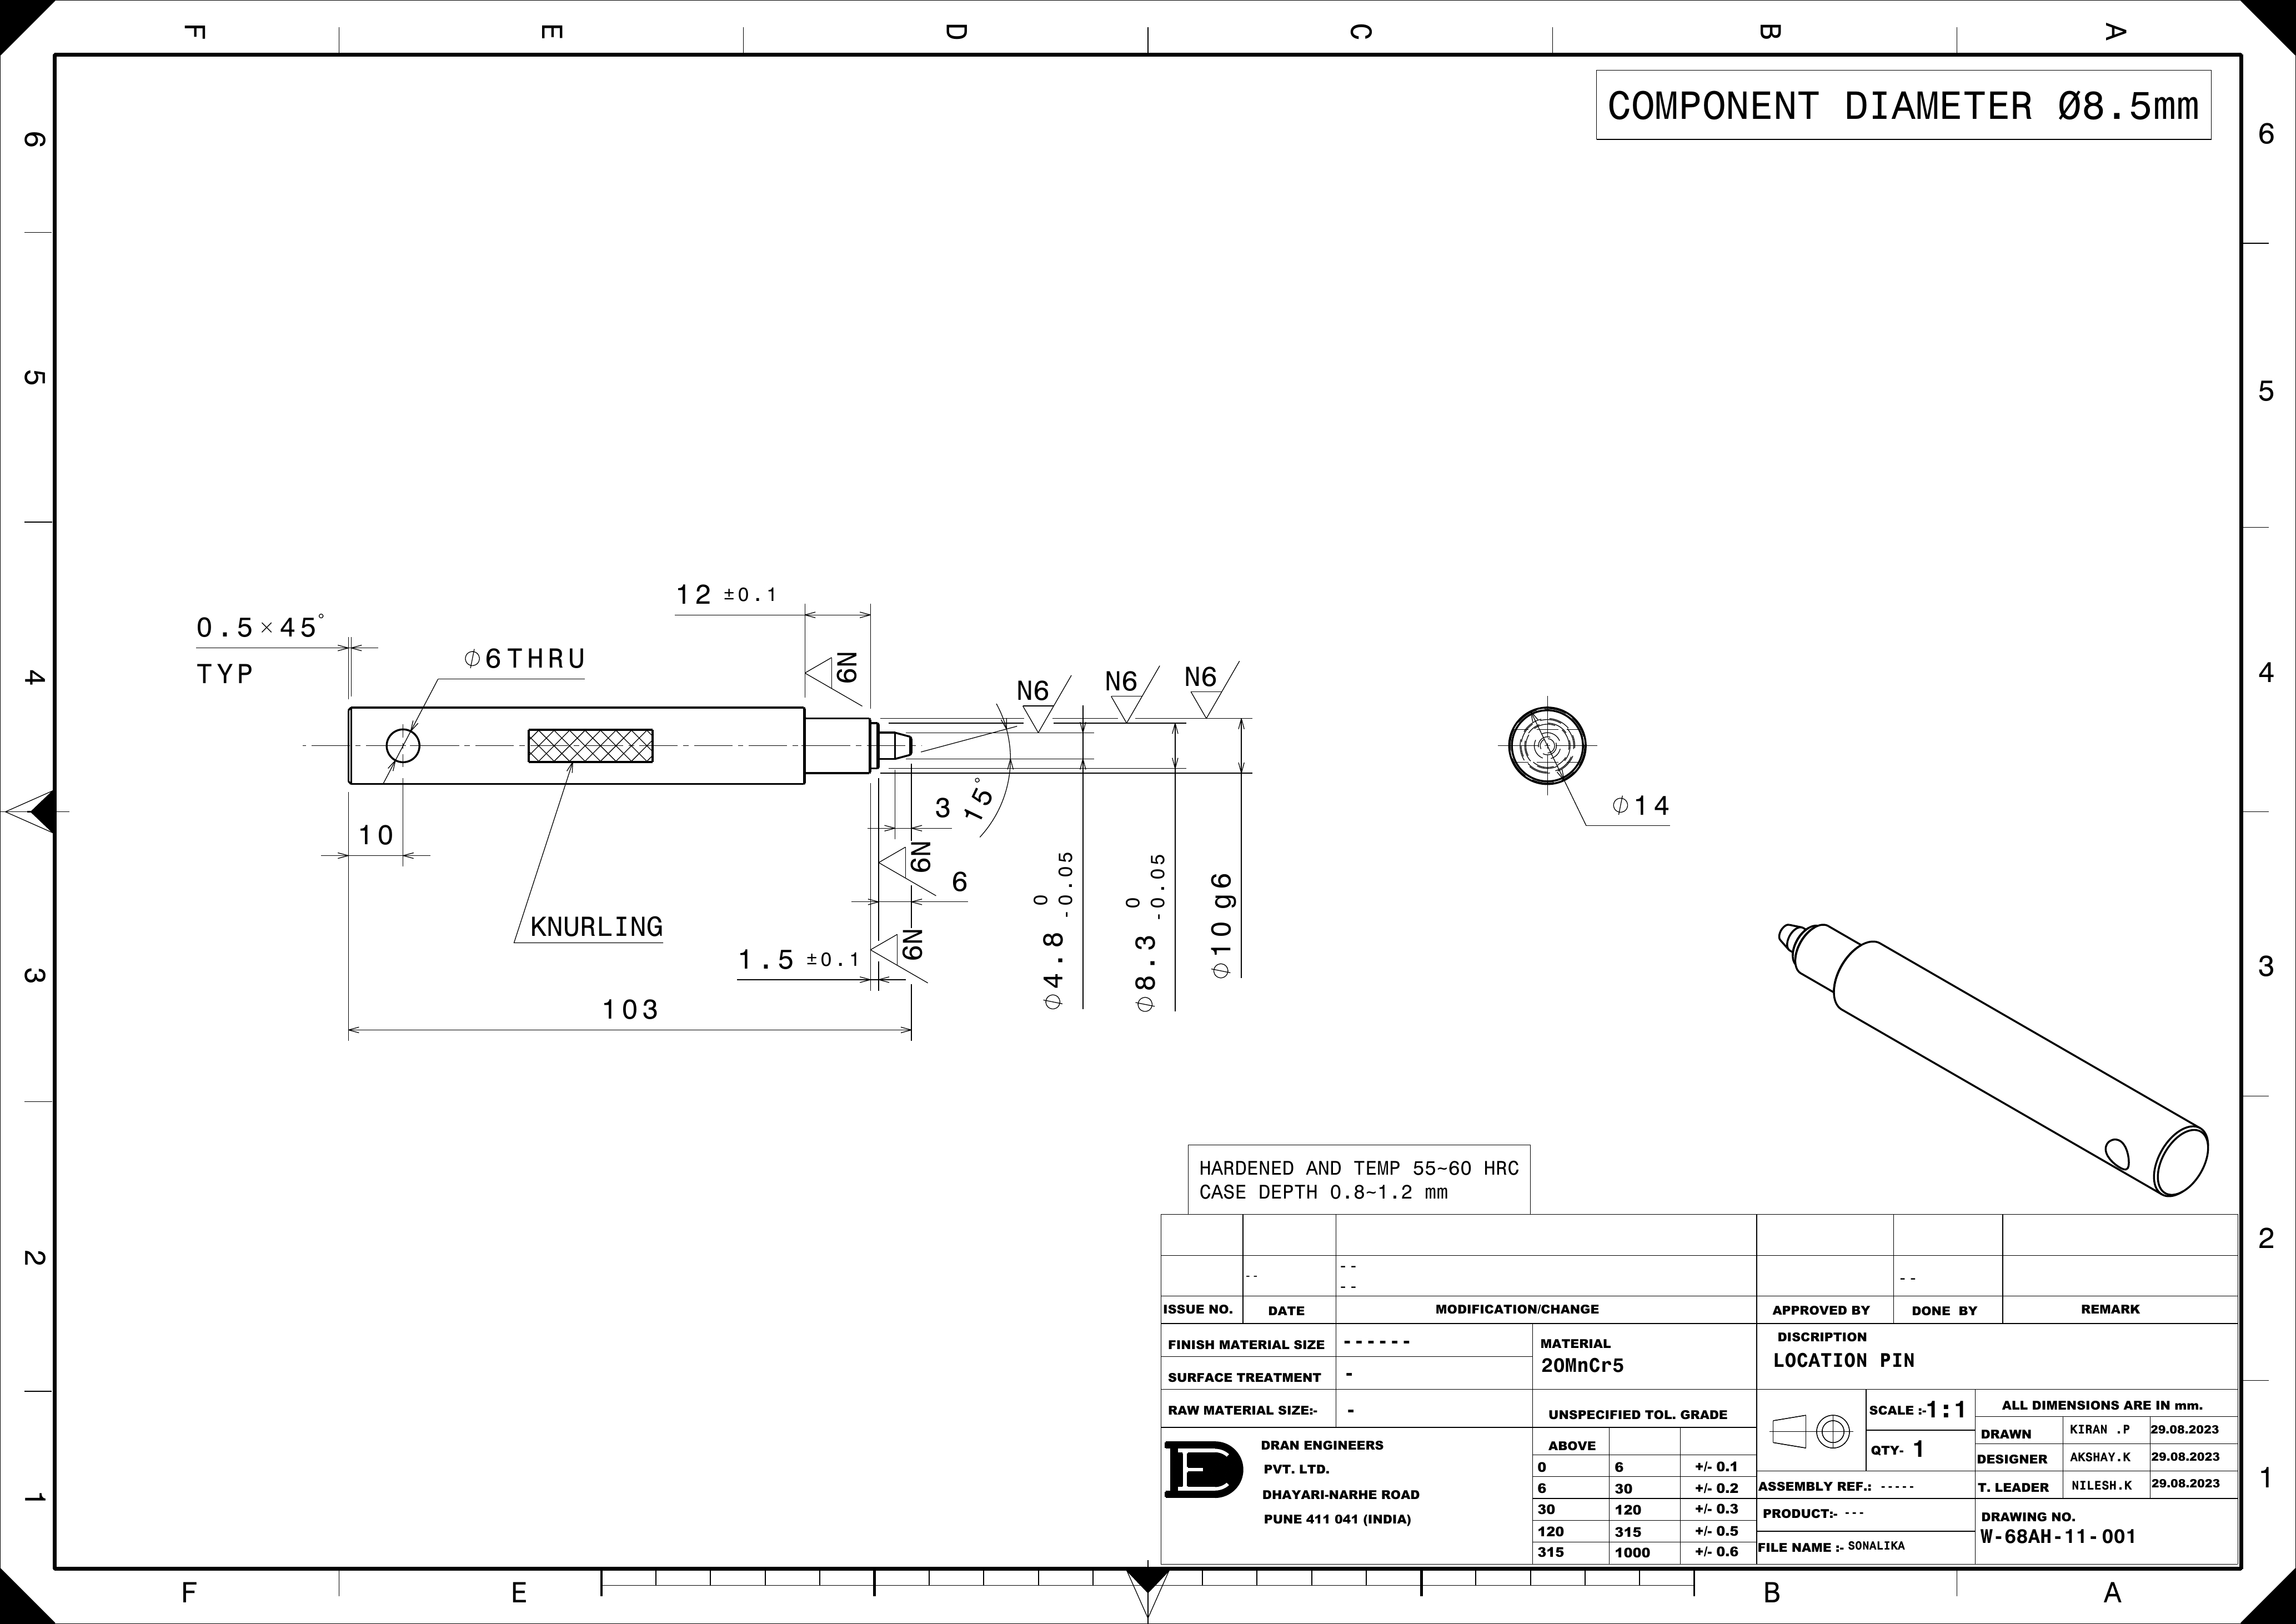 F E D C B A
6 6
COMPONENT DIAMETER Ø8.5mm
5 5
4 4
3 3
2 2
1 1
12 ±0.1
0.5×45°
TYP
⌀6THRU
N6
N6
N6
N6
10
3
15°
N6
6
KNURLING
N6
1.5 ±0.1
103
⌀4.8 0 -0.05
⌀8.3 0 -0.05
⌀10 g6
⌀14
HARDENED AND TEMP 55~60 HRC
CASE DEPTH 0.8~1.2 mm
-- -- --
--
ISSUE NO. DATE MODIFICATION/CHANGE APPROVED BY DONE BY REMARK
FINISH MATERIAL SIZE ------
SURFACE TREATMENT -
RAW MATERIAL SIZE:- -
MATERIAL
20MnCr5
DISCRIPTION
LOCATION PIN
UNSPECIFIED TOL. GRADE
ABOVE
0 6 +/- 0.1
6 30 +/- 0.2
30 120 +/- 0.3
120 315 +/- 0.5
315 1000 +/- 0.6
DRAN ENGINEERS
PVT. LTD.
DHAYARI-NARHE ROAD
PUNE 411 041 (INDIA)
SCALE :-1:1
QTY- 1
ALL DIMENSIONS ARE IN mm.
DRAWN KIRAN .P 29.08.2023
DESIGNER AKSHAY.K 29.08.2023
T. LEADER NILESH.K 29.08.2023
ASSEMBLY REF.: -----
PRODUCT:- ---
FILE NAME :- SONALIKA
DRAWING NO.
W-68AH-11-001
F E B A